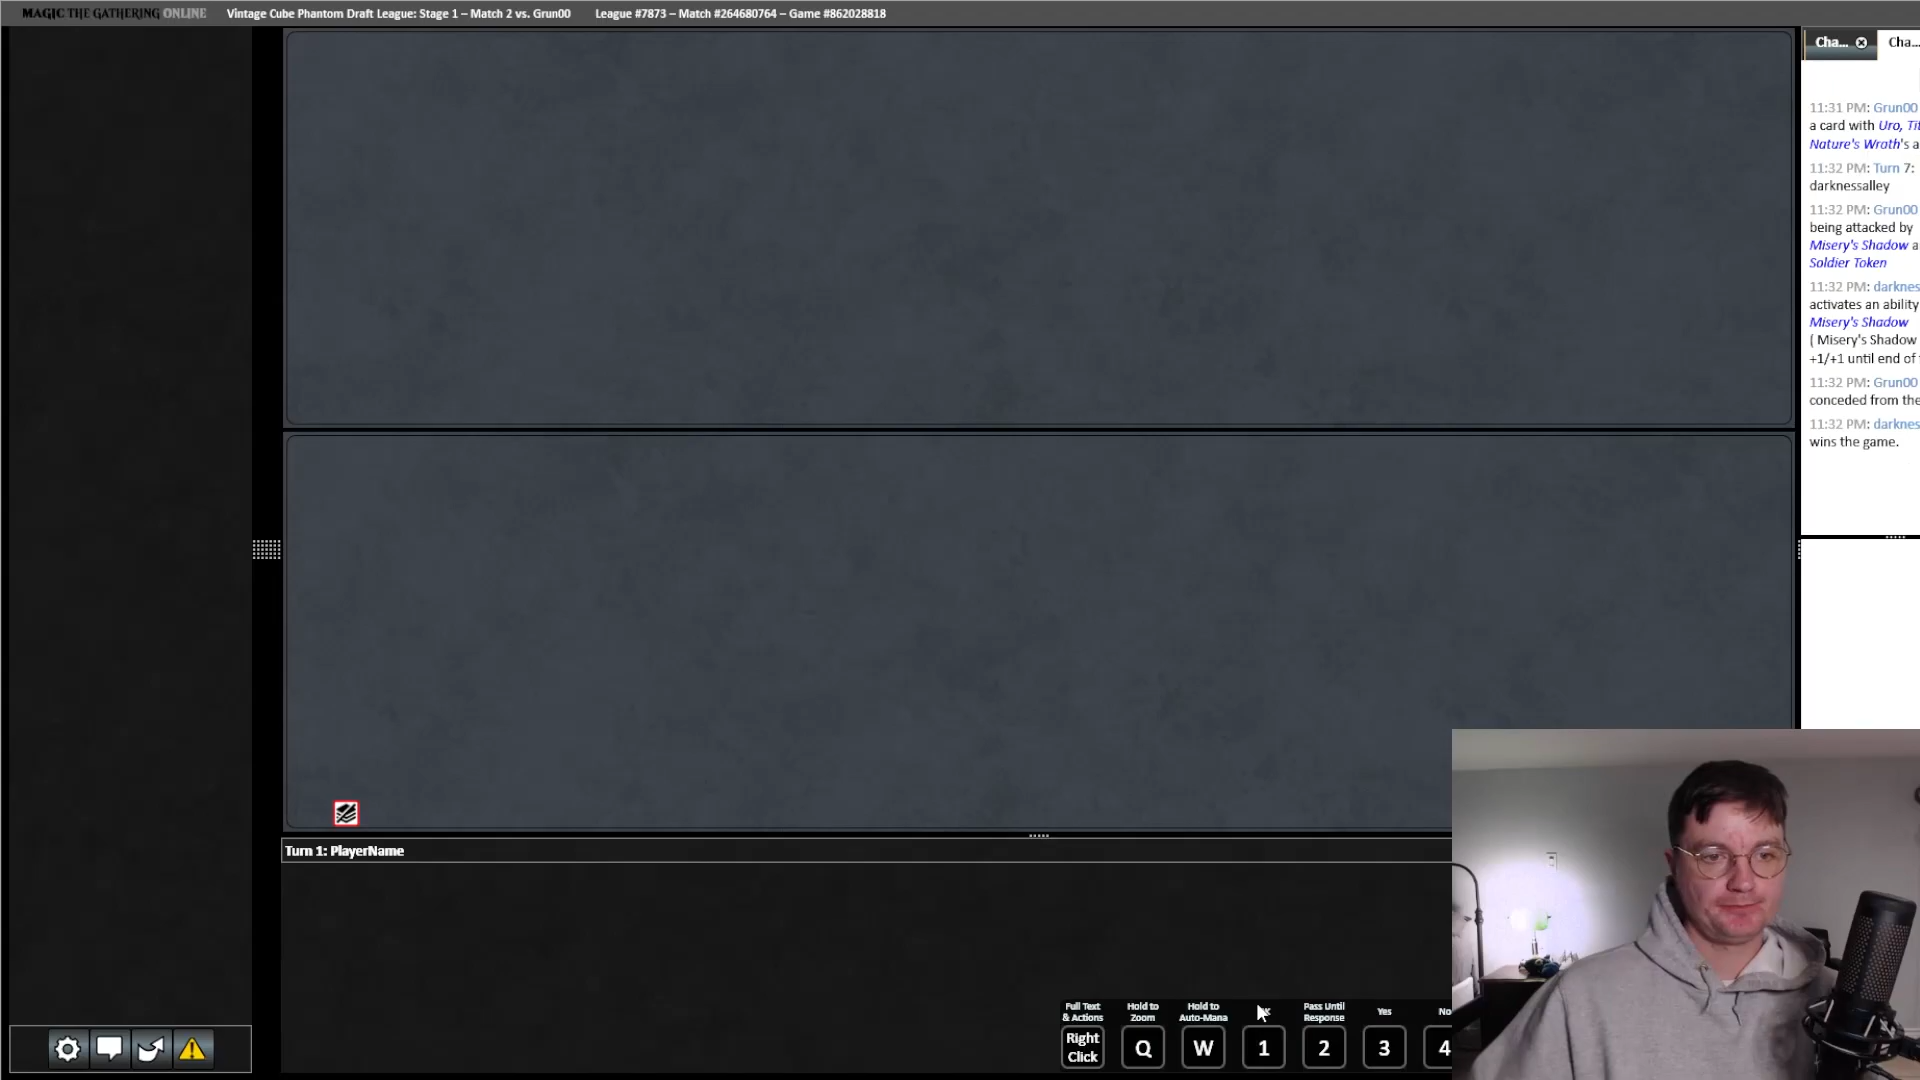 MAGIC THE GATHERING ONLINE Vintage Cube Phantom Draft League: Stage 1 – Match 2 vs. Grun00 League #7873 – Match #264680764 – Game #862028818
Cha... Cha...
11:31 PM: Grun00
a card with Uro, Tit
Nature's Wrath's a
11:32 PM: Turn 7:
darknessalley
11:32 PM: Grun00
being attacked by
Misery's Shadow a
Soldier Token
11:32 PM: darknes
activates an ability
Misery's Shadow
( Misery's Shadow
+1/+1 until end of
11:32 PM: Grun00
conceded from the
11:32 PM: darknes
wins the game.
Turn 1: PlayerName
Full Text & Actions
Right Click
Hold to Zoom
Q
Hold to Auto-Mana
W
1
Pass Until Response
2
Yes
3
No
4